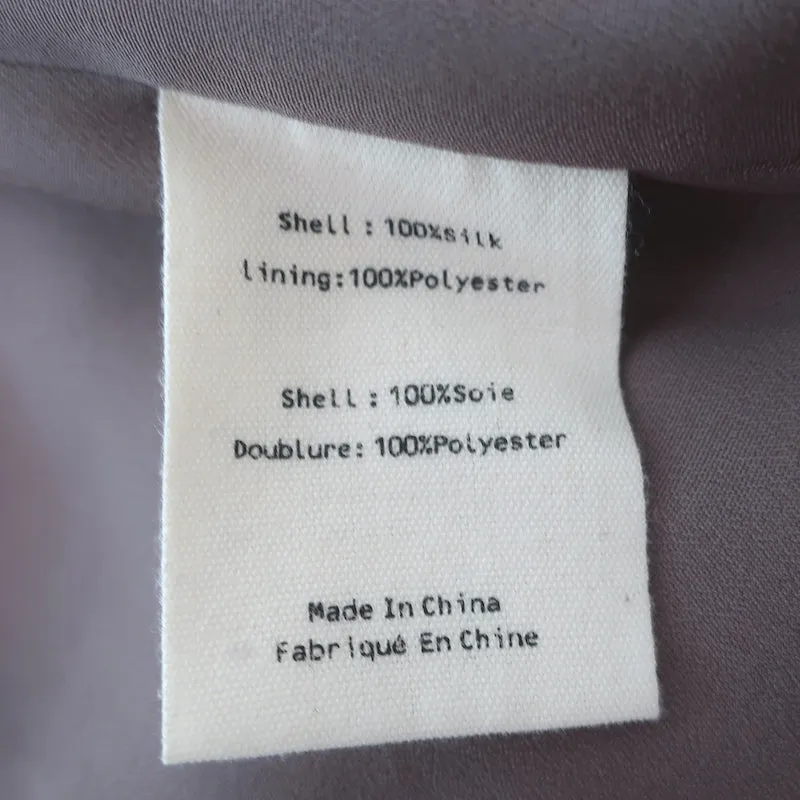 Shell : 100%silk
lining:100%Polyester
Shell : 100%Soie
Doublure: 100%Polyester
Made In China
Fabriqué En Chine